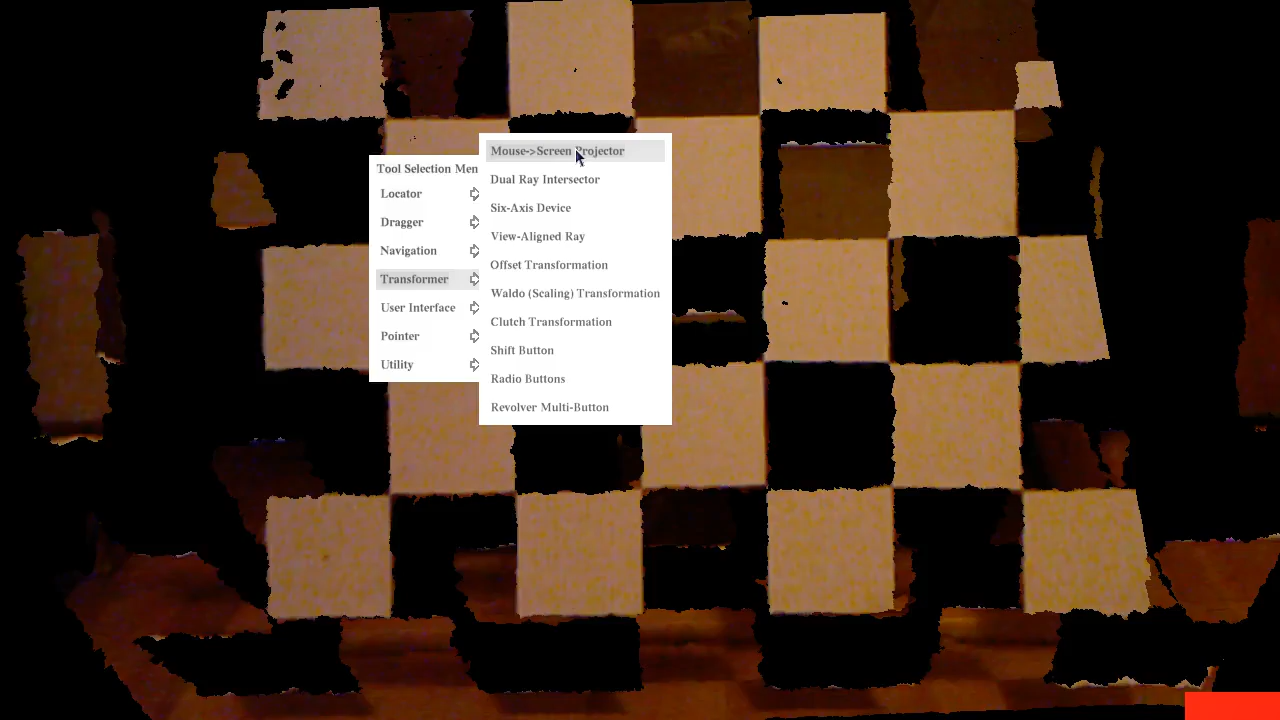 Tool Selection Men
Locator
Dragger
Navigation
Transformer
User Interface
Pointer
Utility
Mouse->Screen Projector
Dual Ray Intersector
Six-Axis Device
View-Aligned Ray
Offset Transformation
Waldo (Scaling) Transformation
Clutch Transformation
Shift Button
Radio Buttons
Revolver Multi-Button